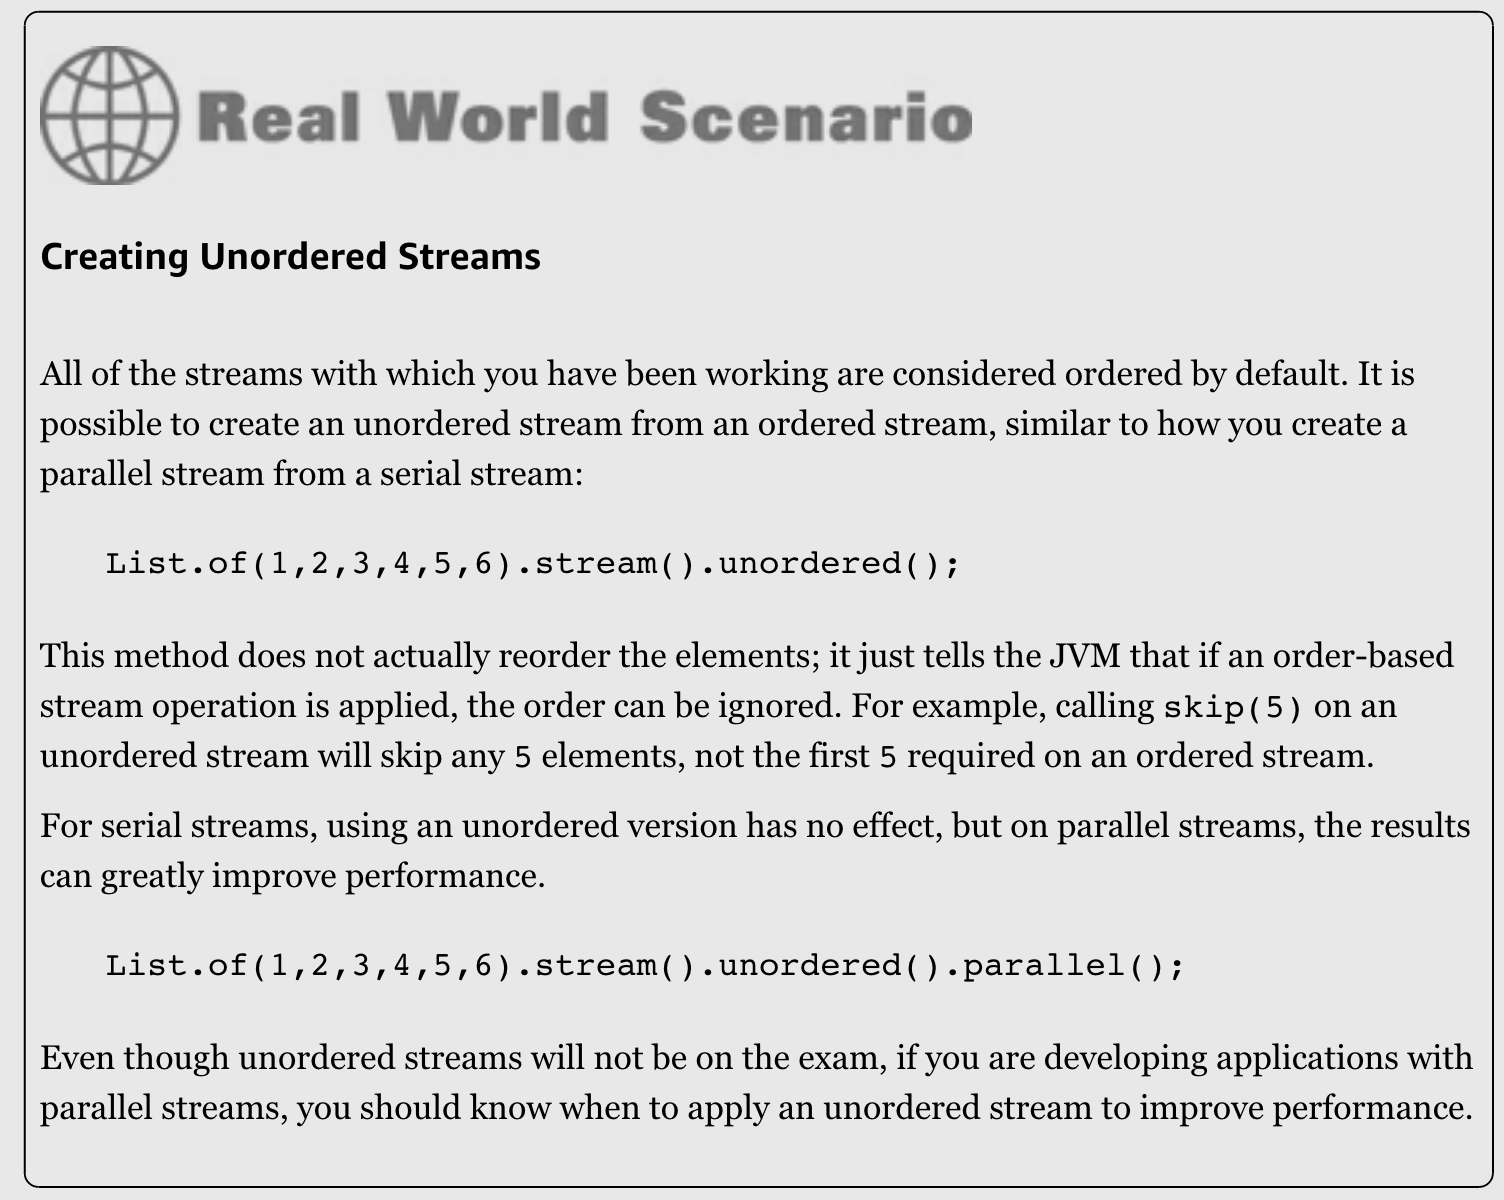 Real World Scenario
Creating Unordered Streams
All of the streams with which you have been working are considered ordered by default. It is
possible to create an unordered stream from an ordered stream, similar to how you create a
parallel stream from a serial stream:
List.of(1,2,3,4,5,6).stream().unordered();
This method does not actually reorder the elements; it just tells the JVM that if an order-based
stream operation is applied, the order can be ignored. For example, calling skip(5) on an
unordered stream will skip any 5 elements, not the first 5 required on an ordered stream.
For serial streams, using an unordered version has no effect, but on parallel streams, the results
can greatly improve performance.
List.of(1,2,3,4,5,6).stream().unordered().parallel();
Even though unordered streams will not be on the exam, if you are developing applications with
parallel streams, you should know when to apply an unordered stream to improve performance.